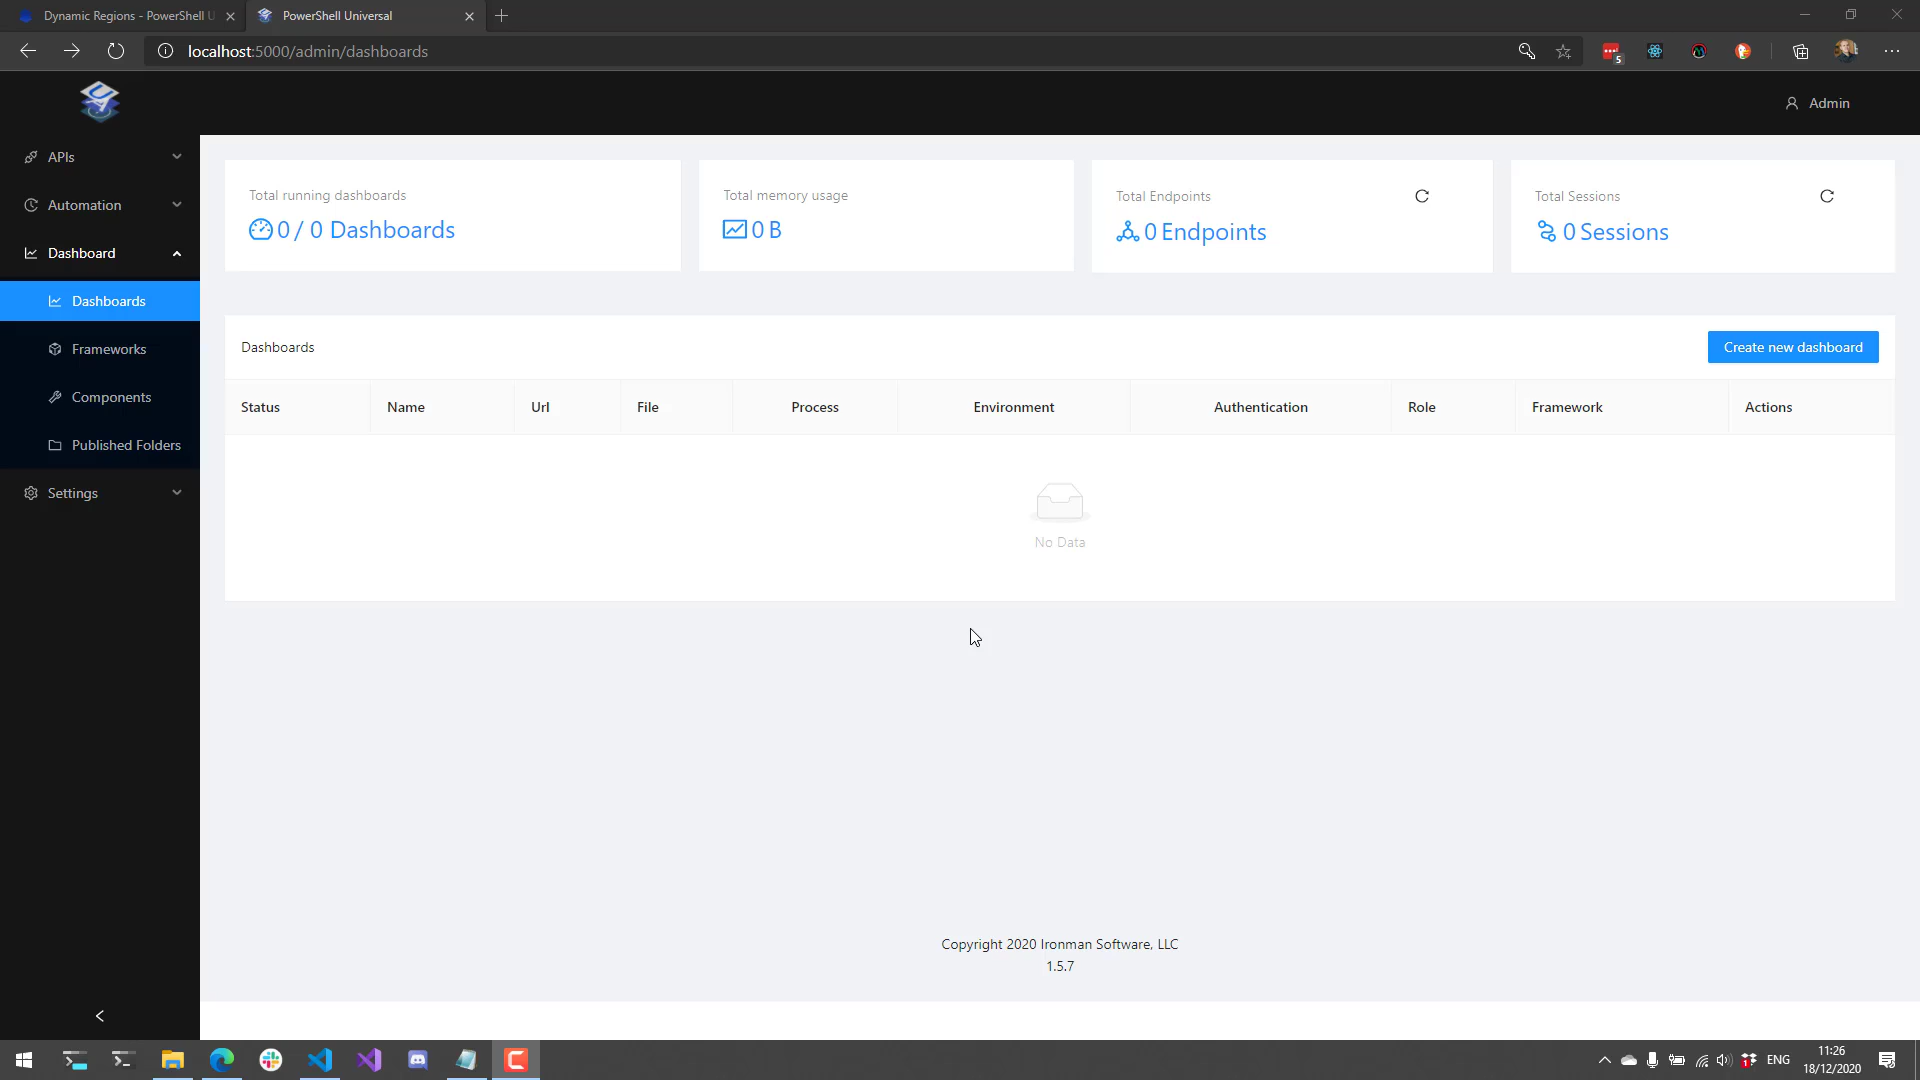 Dynamic Regions - PowerShell U
PowerShell Universal
localhost:5000/admin/dashboards
5
Admin
APIs
Automation
Dashboard
Dashboards
Frameworks
Components
Published Folders
Settings
Total running dashboards
0 / 0 Dashboards
Total memory usage
0 B
Total Endpoints
0 Endpoints
Total Sessions
0 Sessions
Dashboards
Create new dashboard
Status Name Url File Process Environment Authentication Role Framework Actions
No Data
Copyright 2020 Ironman Software, LLC
1.5.7
ENG
11:26
18/12/2020